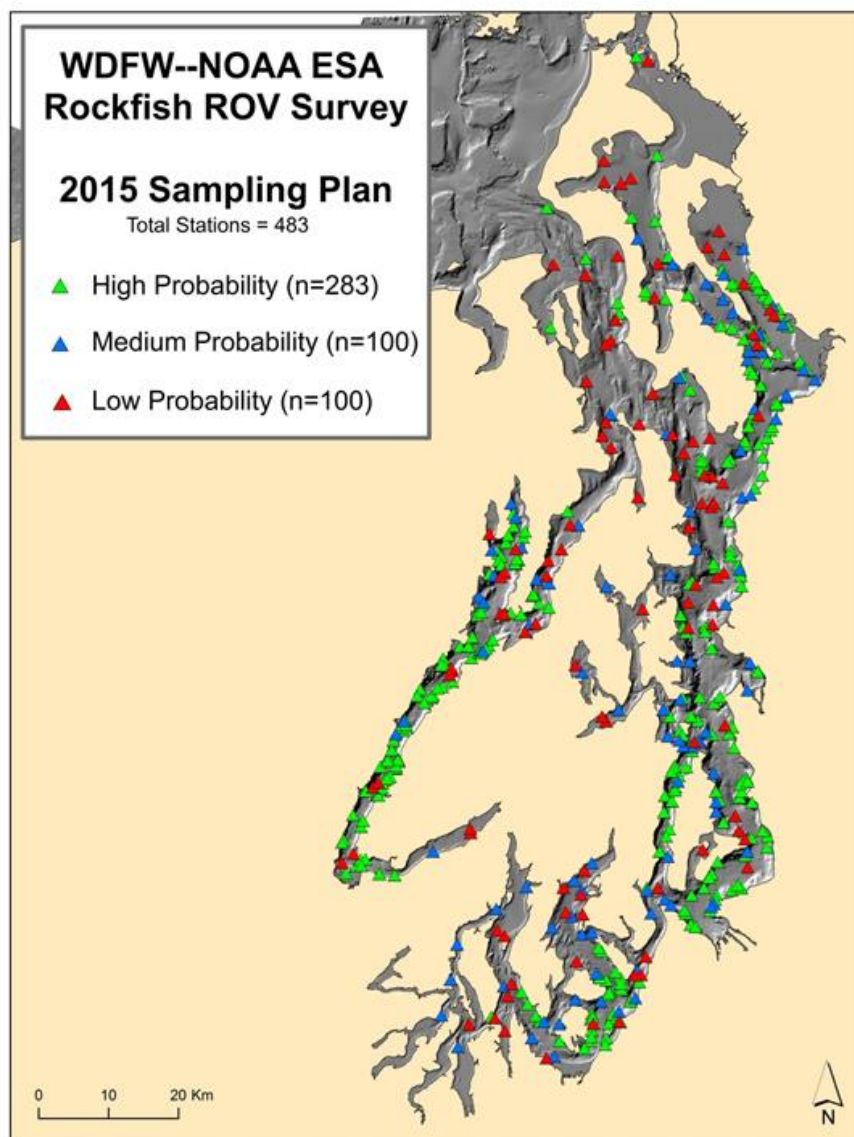 WDFW--NOAA ESA
Rockfish ROV Survey
2015 Sampling Plan
Total Stations = 483
High Probability (n=283)
Medium Probability (n=100)
Low Probability (n=100)
0 10 20 Km
N